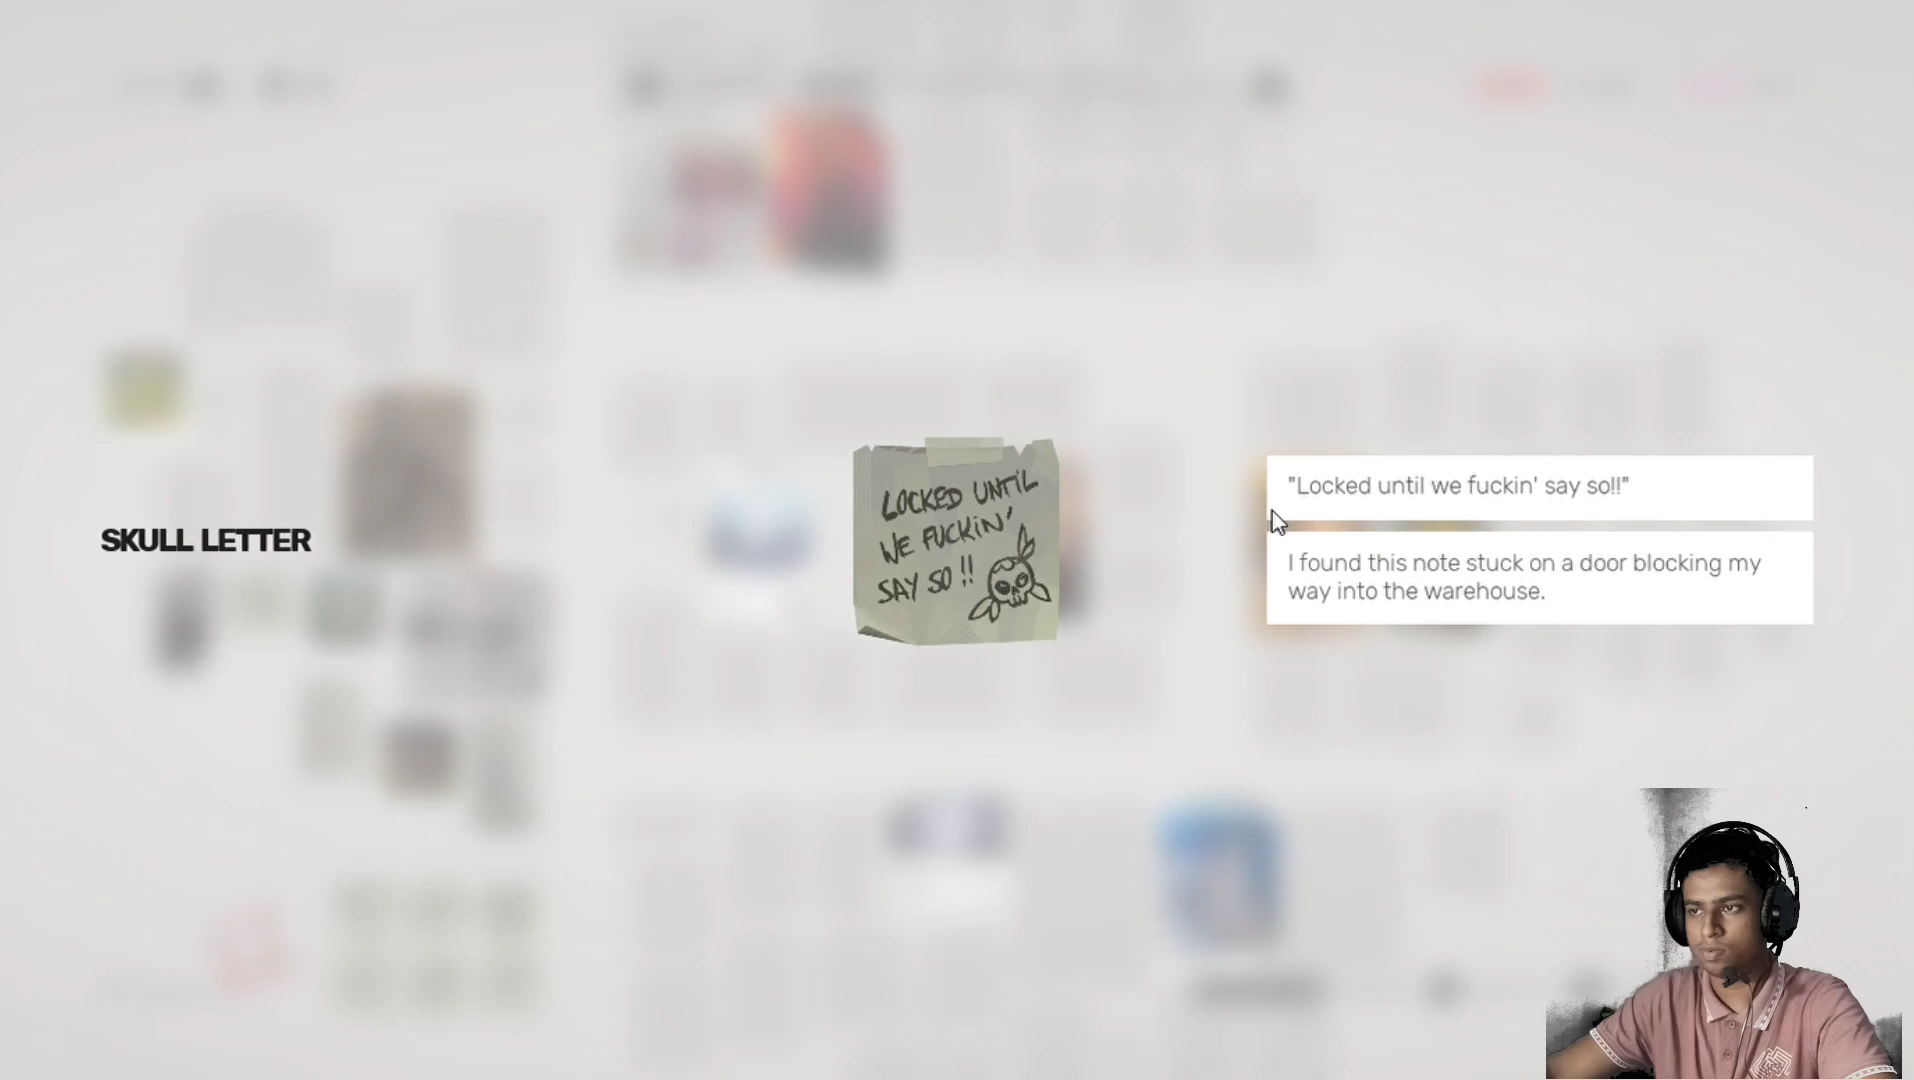 SKULL LETTER
LOCKED UNTIL
WE FUCKIN'
SAY SO!!
"Locked until we fuckin' say so!!"
I found this note stuck on a door blocking my
way into the warehouse.